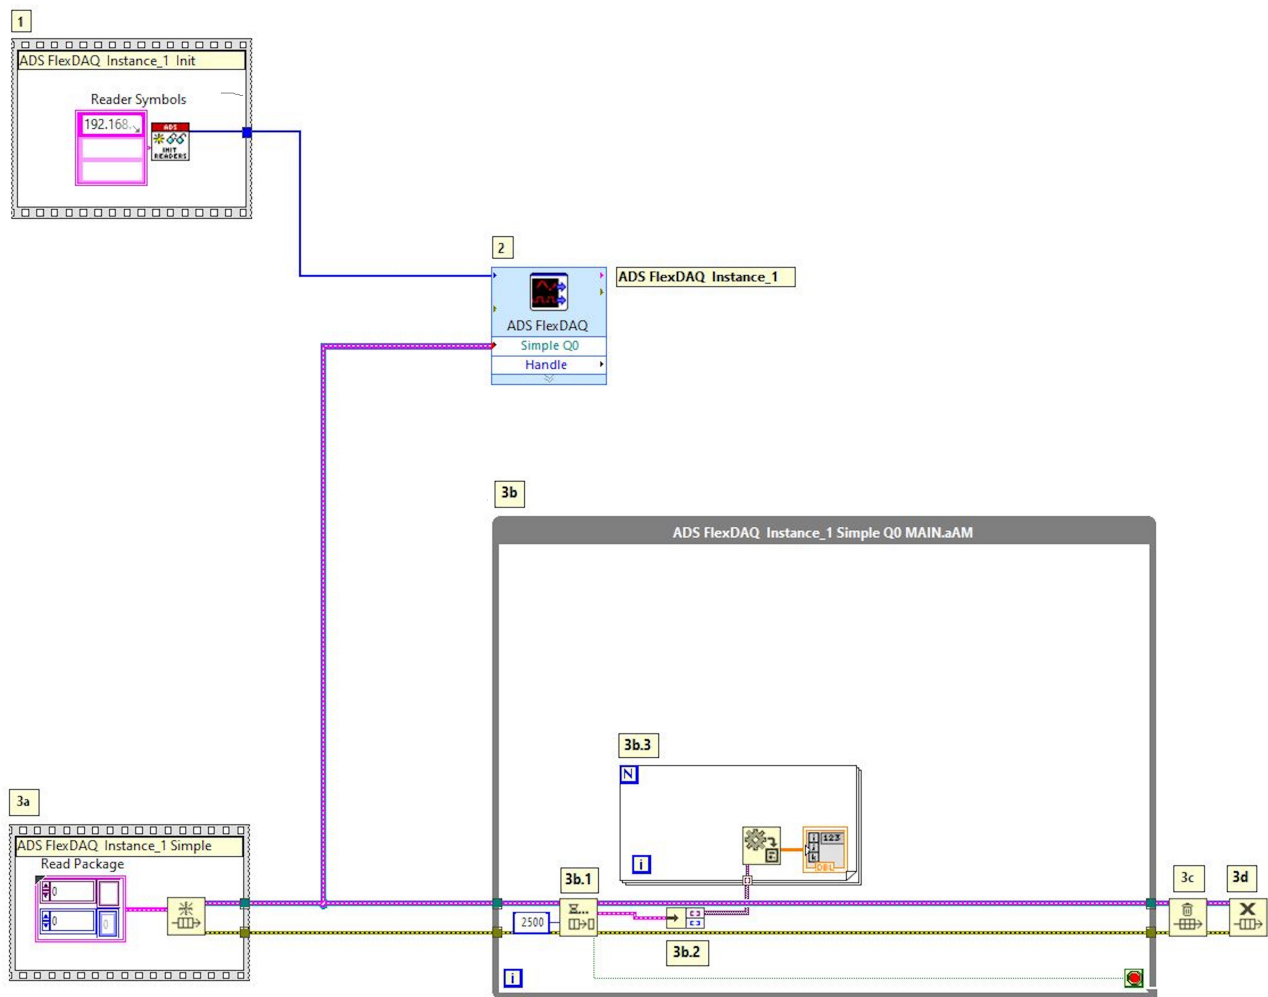 1
ADS FlexDAQ Instance_1 Init
Reader Symbols
192.168.
ADS
INIT
READERS
2
ADS FlexDAQ Instance_1
ADS FlexDAQ
Simple Q0
Handle
3b
ADS FlexDAQ Instance_1 Simple Q0 MAIN.aAM
3b.3
N
i
123
i
k
DBL
3a
ADS FlexDAQ Instance_1 Simple
Read Package
0
0
0
3b.1
2500
3b.2
i
3c
3d